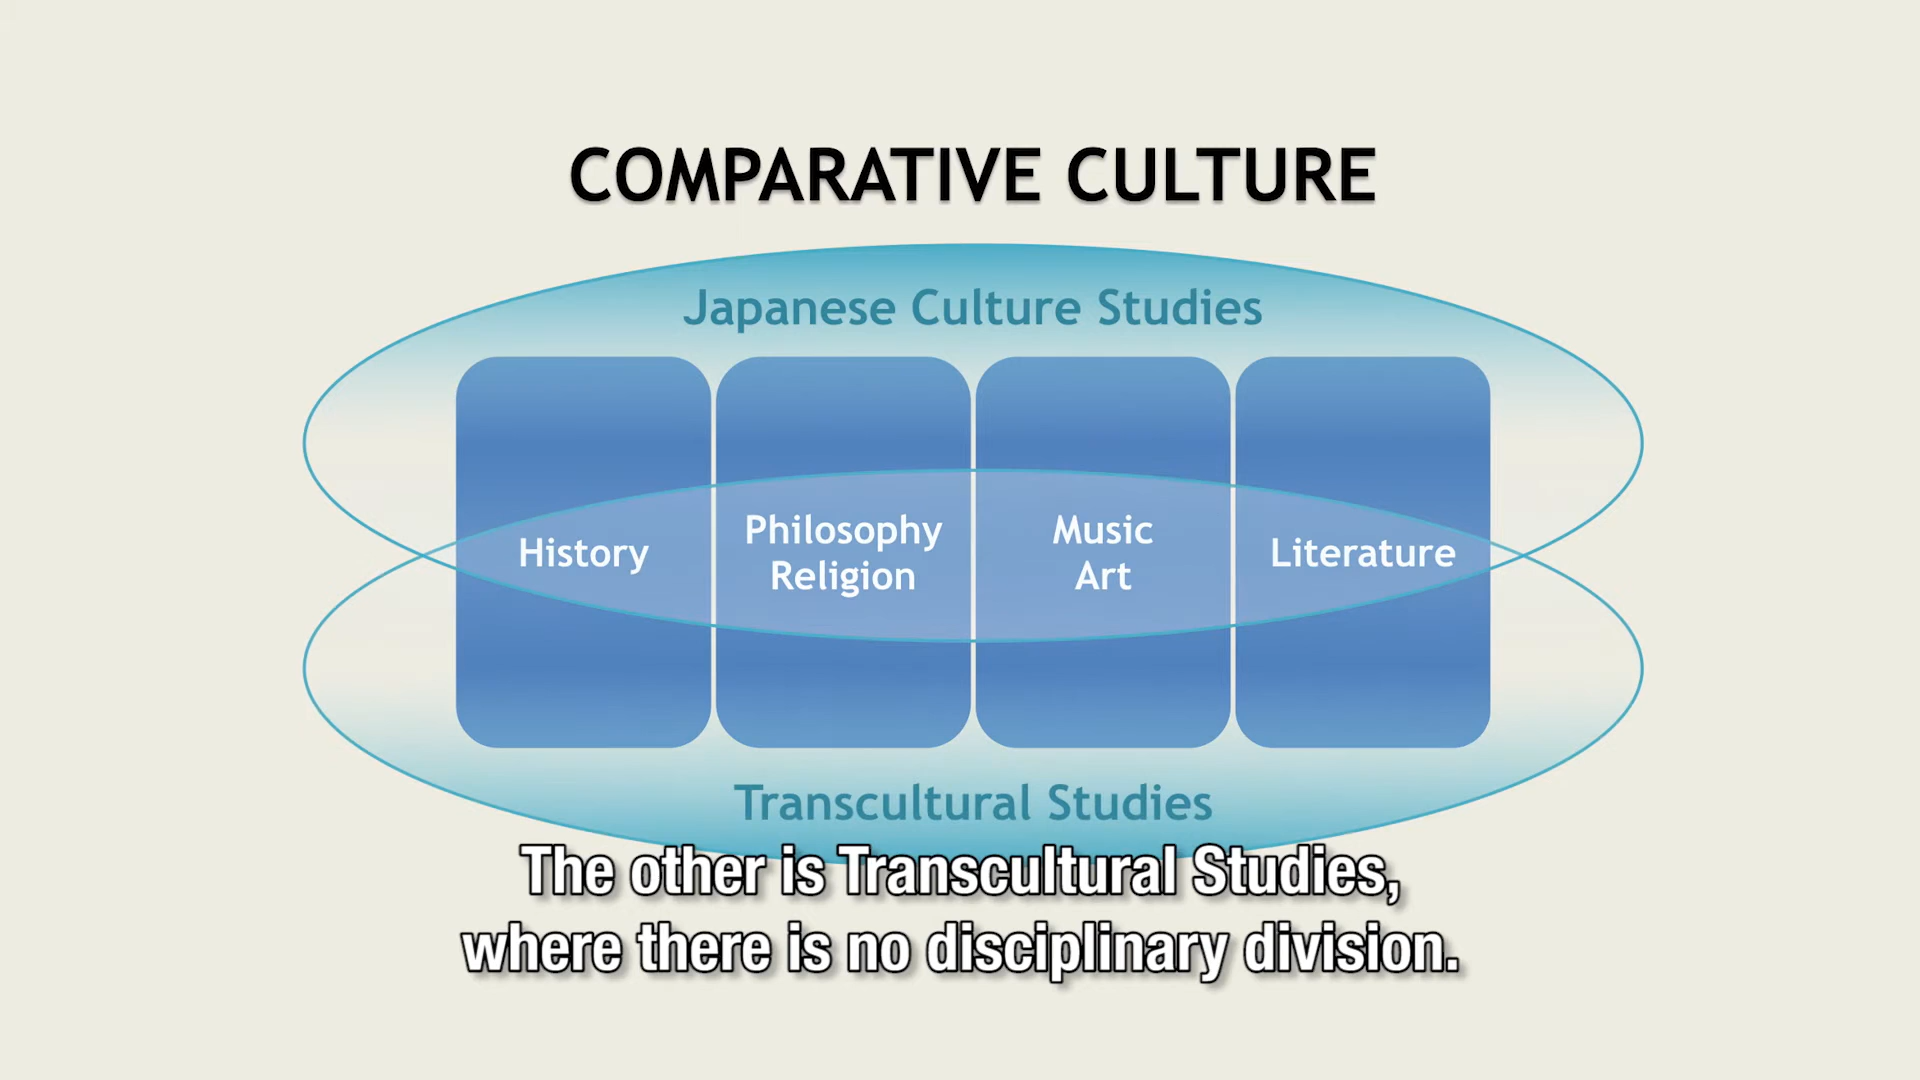 COMPARATIVE CULTURE
Japanese Culture Studies
History
Philosophy
Religion
Music
Art
Literature
Transcultural Studies
The other is Transcultural Studies,
where there is no disciplinary division.